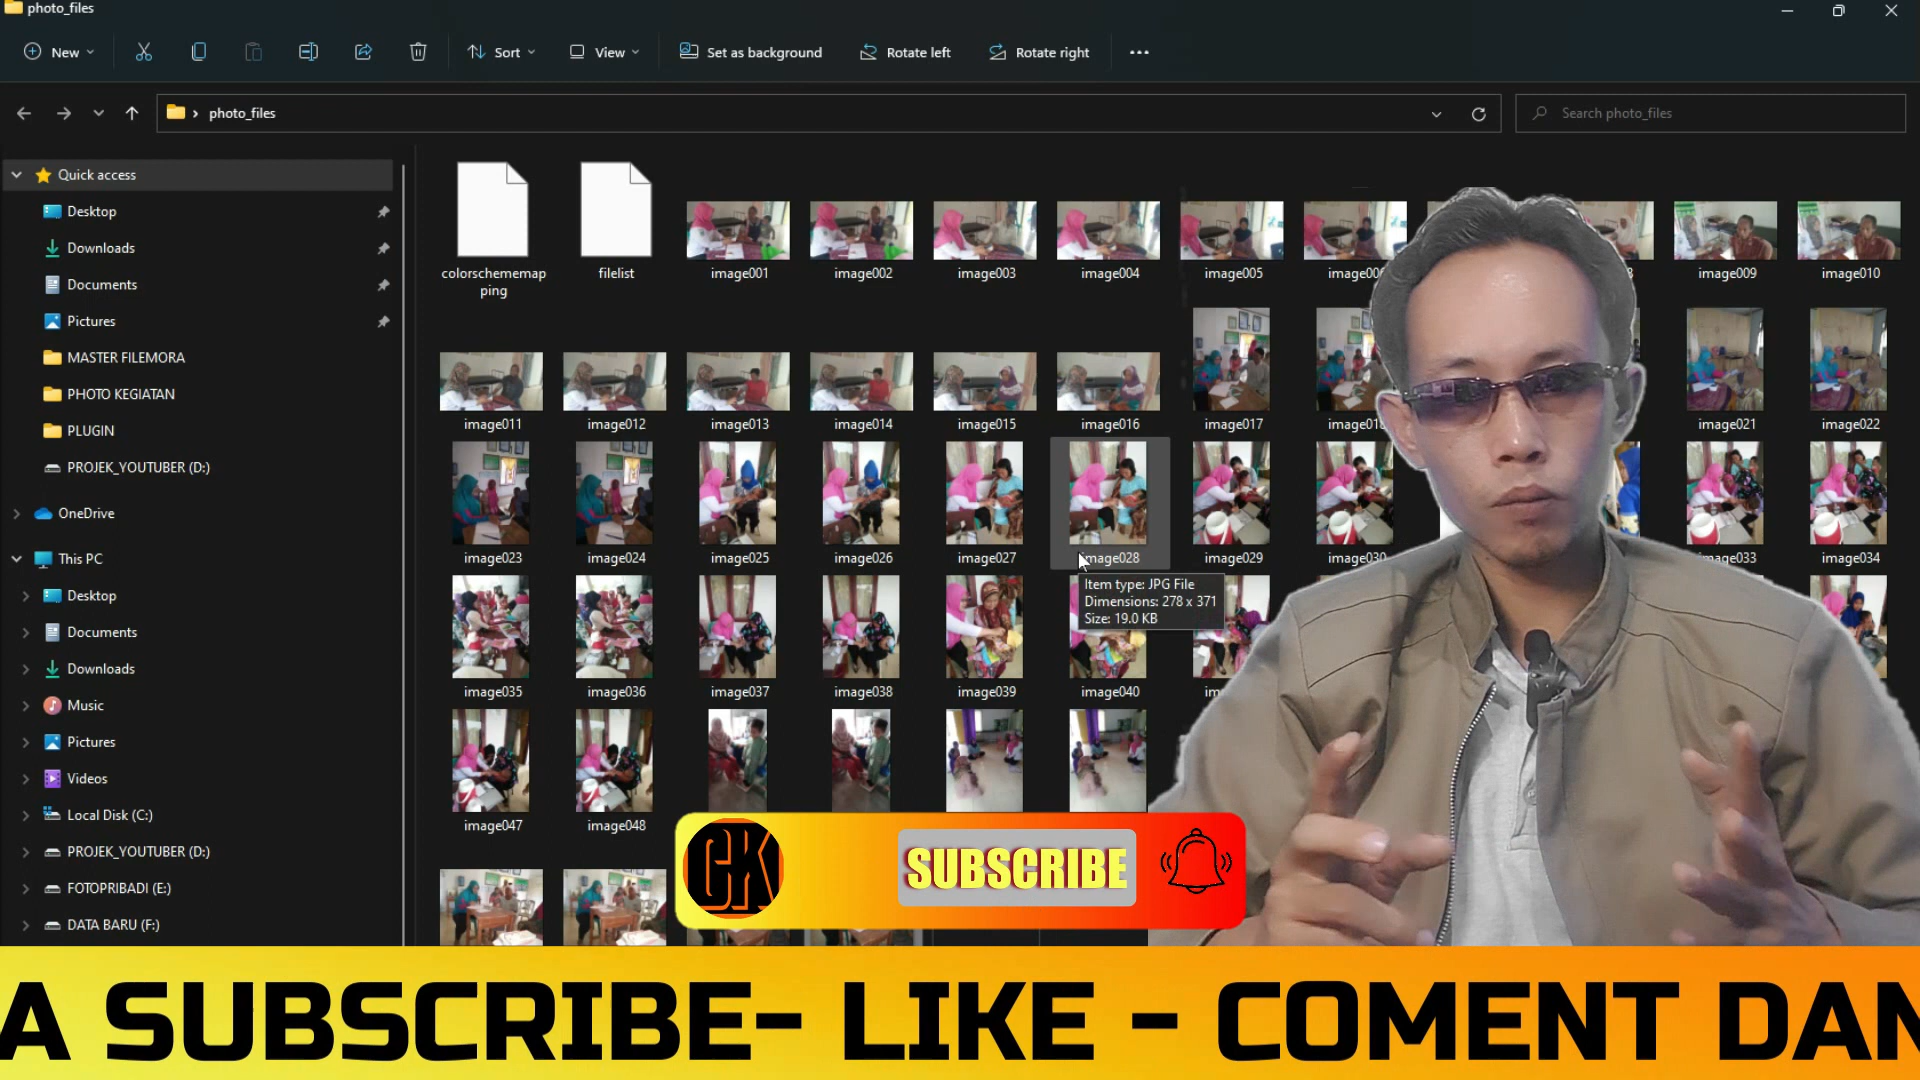 photo_files
New
Sort
View
Set as background
Rotate left
Rotate right
photo_files
Search photo_files
Quick access
Desktop
Downloads
Documents
Pictures
MASTER FILEMORA
PHOTO KEGIATAN
PLUGIN
PROJEK_YOUTUBER (D:)
OneDrive
This PC
Desktop
Documents
Downloads
Music
Pictures
Videos
Local Disk (C:)
PROJEK_YOUTUBER (D:)
FOTOPRIBADI (E:)
DATA BARU (F:)
colorschememap
ping
filelist
image001
image002
image003
image004
image005
image009
image010
image011
image012
image013
image014
image015
image016
image017
image021
image022
image023
image024
image025
image026
image027
image028
image029
image030
image033
image034
Item type: JPG File
Dimensions: 278 x 371
Size: 19.0 KB
image035
image036
image037
image038
image039
image040
image047
image048
CK
SUBSCRIBE
A SUBSCRIBE- LIKE - COMENT DAN